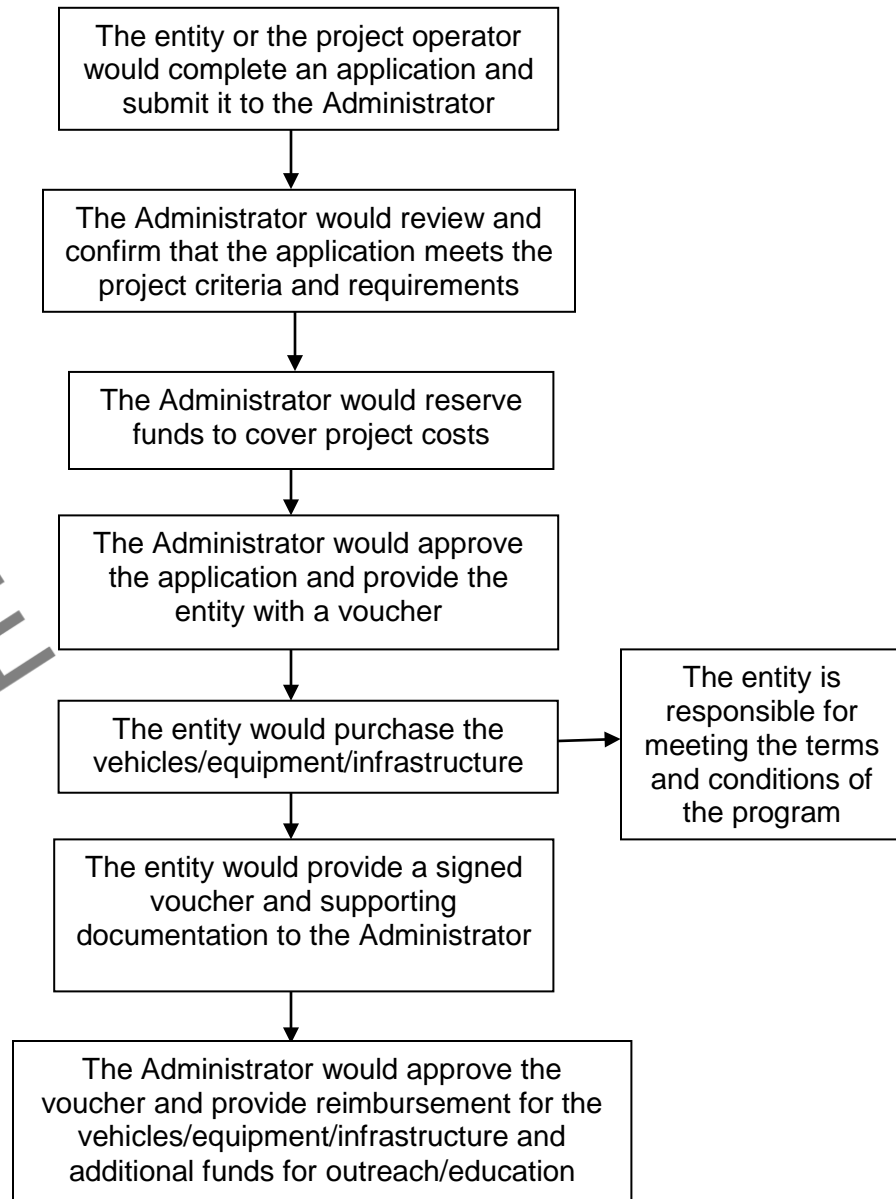 The entity or the project operator
would complete an application and
submit it to the Administrator
The Administrator would review and
confirm that the application meets the
project criteria and requirements
The Administrator would reserve
funds to cover project costs
The Administrator would approve
the application and provide the
entity with a voucher
The entity would purchase the
vehicles/equipment/infrastructure
The entity is
responsible for
meeting the terms
and conditions of
the program
The entity would provide a signed
voucher and supporting
documentation to the Administrator
The Administrator would approve the
voucher and provide reimbursement for the
vehicles/equipment/infrastructure and
additional funds for outreach/education